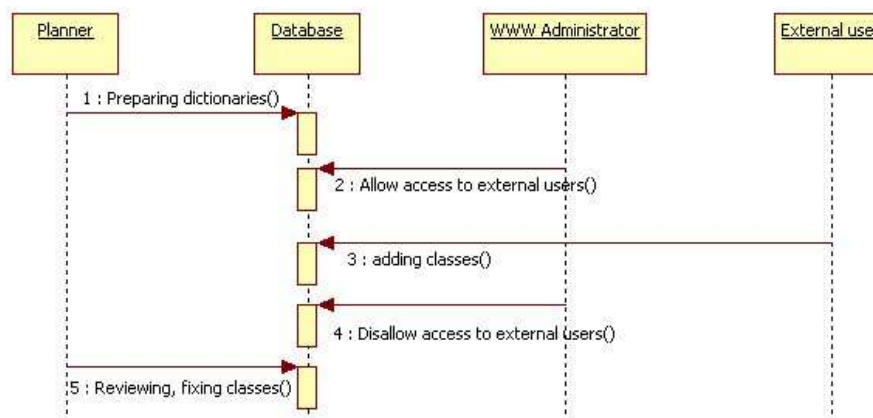 Planner
Database
WWW Administrator
External use
1 : Preparing dictionaries()
2 : Allow access to external users()
3 : adding classes()
4 : Disallow access to external users()
5 : Reviewing, fixing classes()